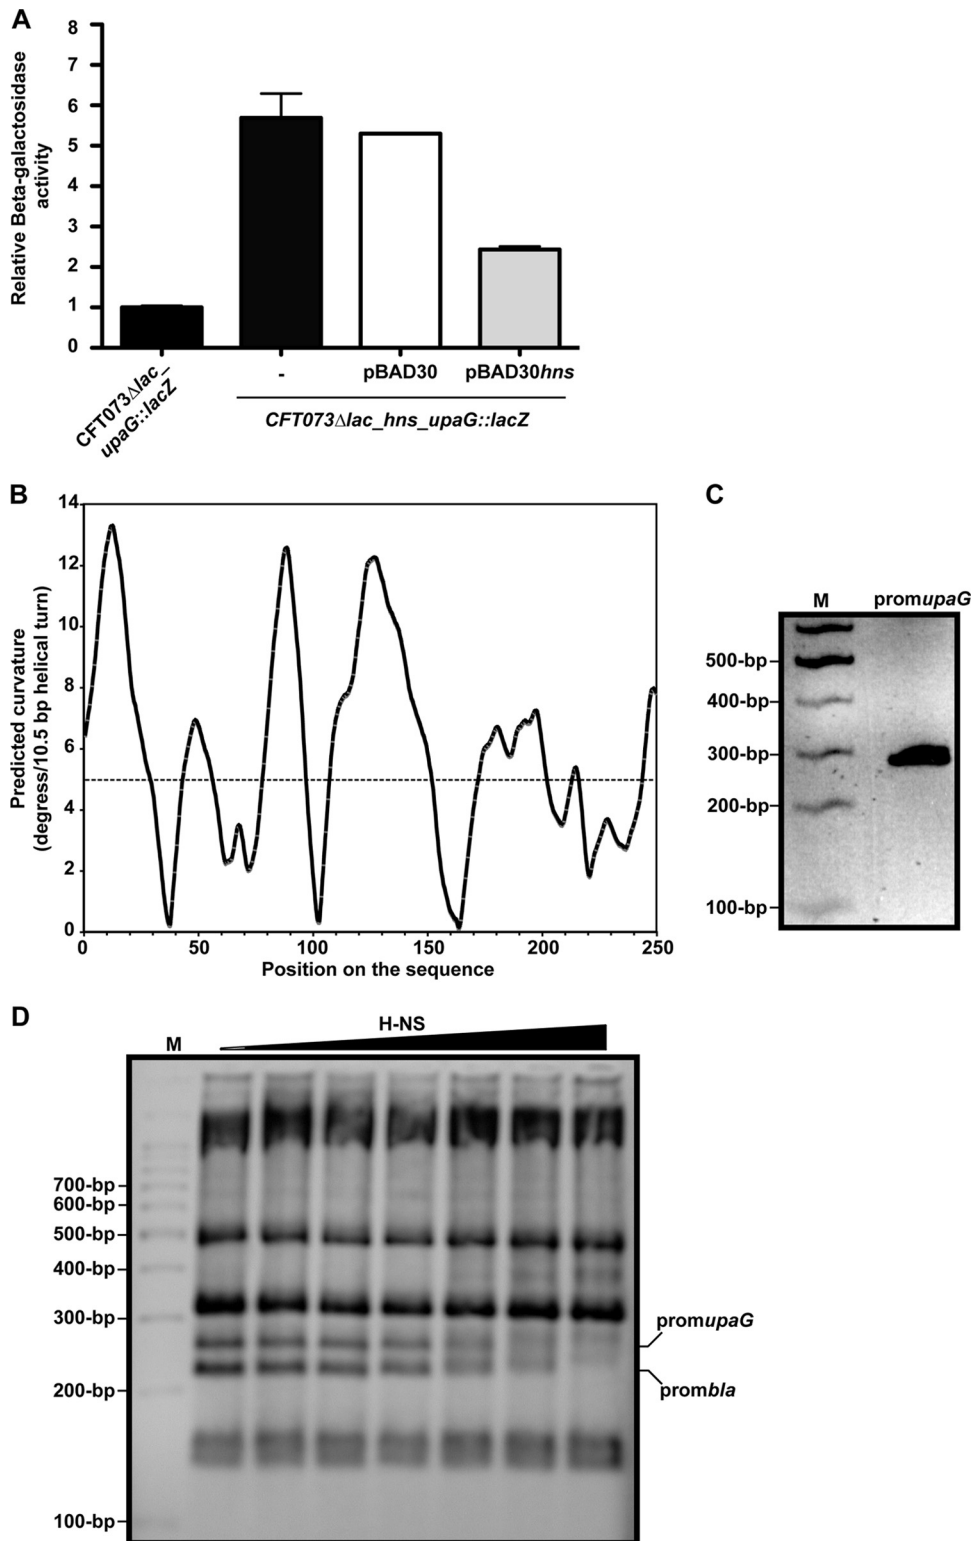 A
Relative Beta-galactosidase
activity
8
7
6
5
4
3
2
1
0
CFT073Δlac_
upaG::lacZ
-
pBAD30
pBAD30hns
CFT073Δlac_hns_upaG::lacZ
B
Predicted curvature
(degress/10.5 bp helical turn)
14
12
10
8
6
4
2
0
0 50 100 150 200 250
Position on the sequence
C
M promupaG
500-bp
400-bp
300-bp
200-bp
100-bp
D
H-NS
M
700-bp
600-bp
500-bp
400-bp
300-bp
200-bp
100-bp
promupaG
prombla